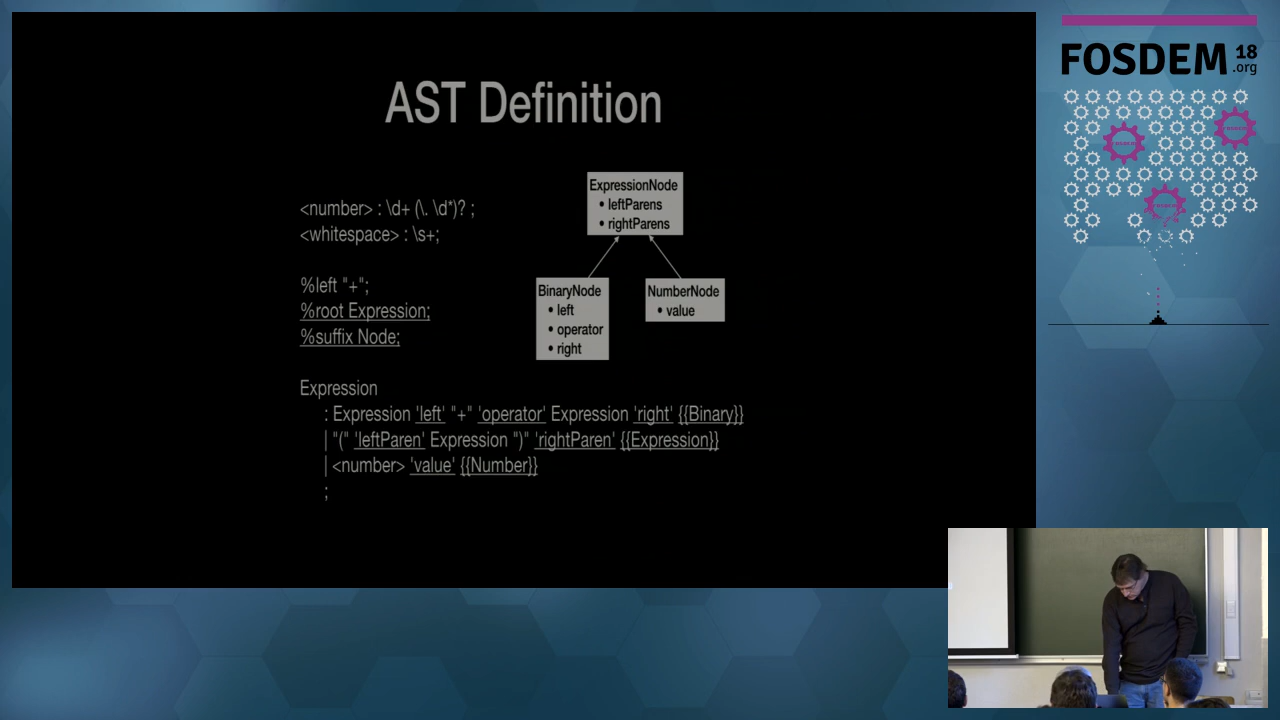 AST Definition
<number> : \d+ (\. \d*)? ;
<whitespace> : \s+;
%left "+";
%root Expression;
%suffix Node;
ExpressionNode
• leftParens
• rightParens
BinaryNode
• left
• operator
• right
NumberNode
• value
Expression
: Expression 'left' "+" 'operator' Expression 'right' {{Binary}}
| "(" 'leftParen' Expression ")" 'rightParen' {{Expression}}
| <number> 'value' {{Number}}
;
FOSDEM 18
.org